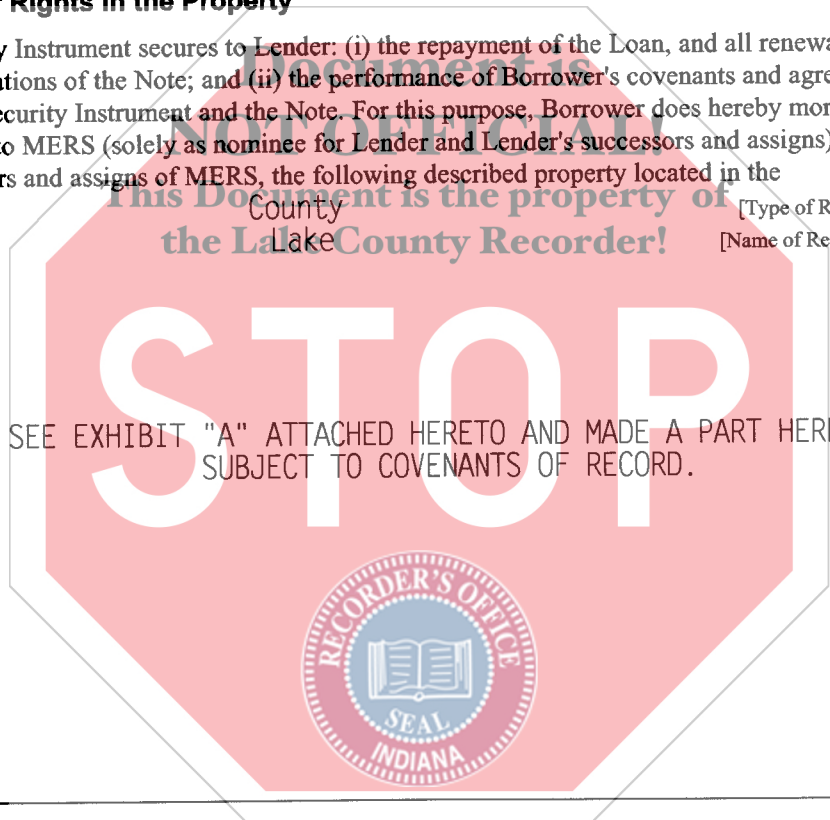 Rights in the Property
y Instrument secures to Lender: (i) the repayment of the Loan, and all renewa
tions of the Note; and (ii) the performance of Borrower's covenants and agre
ecurity Instrument and the Note. For this purpose, Borrower does hereby mor
to MERS (solely as nominee for Lender and Lender's successors and assigns)
rs and assigns of MERS, the following described property located in the
County
[Type of R
Lake
[Name of Re
Document is
NOT OFFICIAL!
This Document is the property of
the Lake County Recorder!
STOP
SEE EXHIBIT "A" ATTACHED HERETO AND MADE A PART HERE
SUBJECT TO COVENANTS OF RECORD.
RECORDER'S OFFICE
SEAL
INDIANA